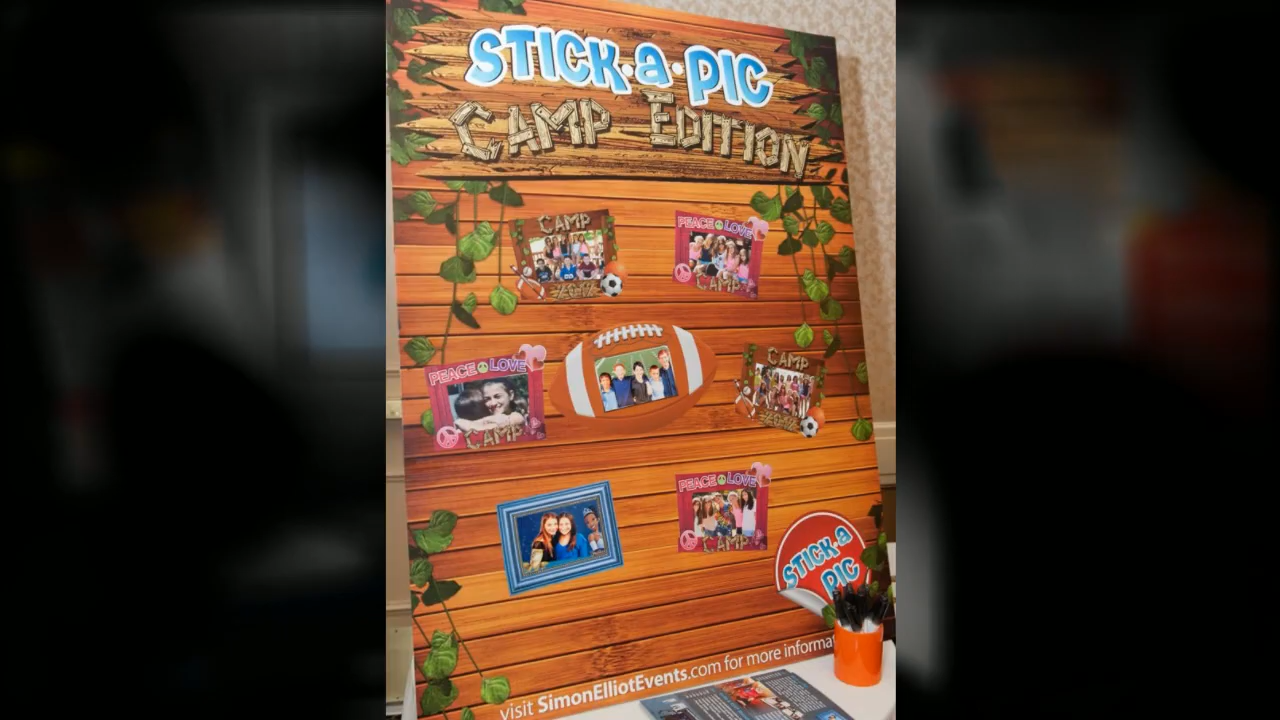 STICK·a·PIC
CAMP EDITION
CAMP
PEACE LOVE
CAMP
PEACE LOVE
CAMP
CAMP
PEACE LOVE
CAMP
STICK·a
PIC
visit SimonElliotEvents.com for more